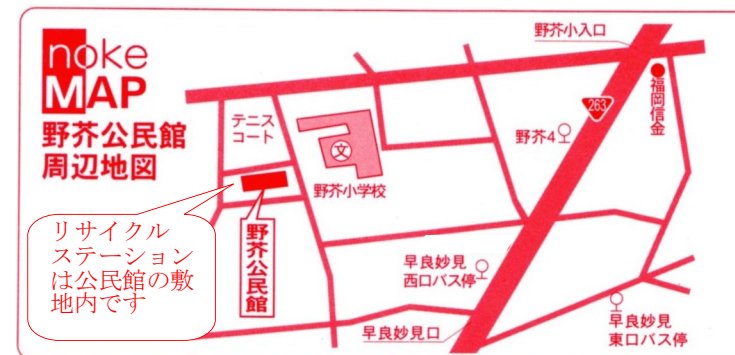 noke
MAP
野芥公民館
周辺地図
テニス
コート
文
野芥小学校
野芥公民館
リサイクル
ステーション
は公民館の敷
地内です
野芥小入口
263
福岡信金
野芥4
早良妙見
西口バス停
早良妙見口
早良妙見
東口バス停